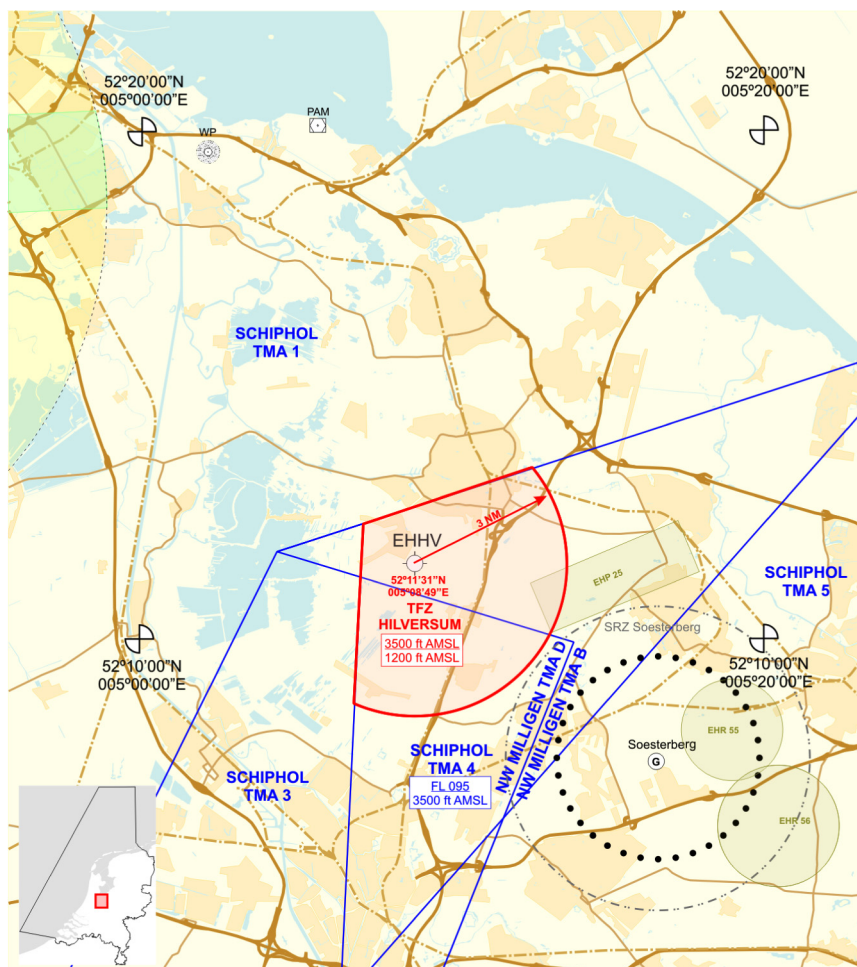 52º20'00"N
005º00'00"E
52º20'00"N
005º20'00"E
PAM
WP
SCHIPHOL
TMA 1
3 NM
EHHV
52º11'31"N
005º08'49"E
TFZ
HILVERSUM
3500 ft AMSL
1200 ft AMSL
EHP 25
SCHIPHOL
TMA 5
SRZ Soesterberg
52º10'00"N
005º00'00"E
52º10'00"N
005º20'00"E
NW MILLIGEN TMA D
NW MILLIGEN TMA B
SCHIPHOL
TMA 4
FL 095
3500 ft AMSL
SCHIPHOL
TMA 3
Soesterberg
G
EHR 55
EHR 56